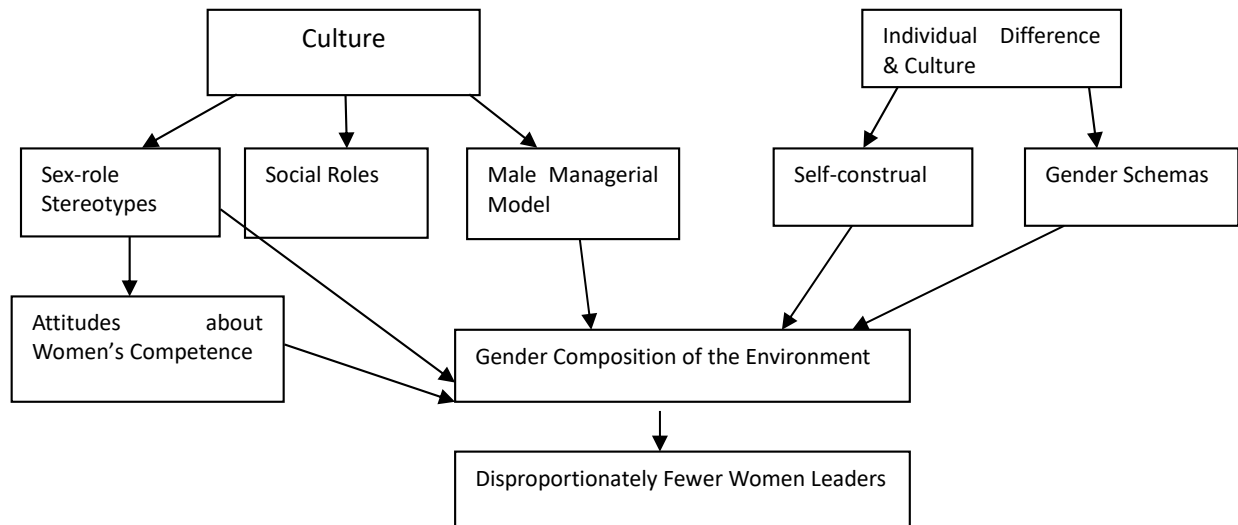 Culture
Individual Difference
& Culture
Sex-role
Stereotypes
Social Roles
Male Managerial
Model
Self-construal
Gender Schemas
Attitudes about
Women’s Competence
Gender Composition of the Environment
Disproportionately Fewer Women Leaders